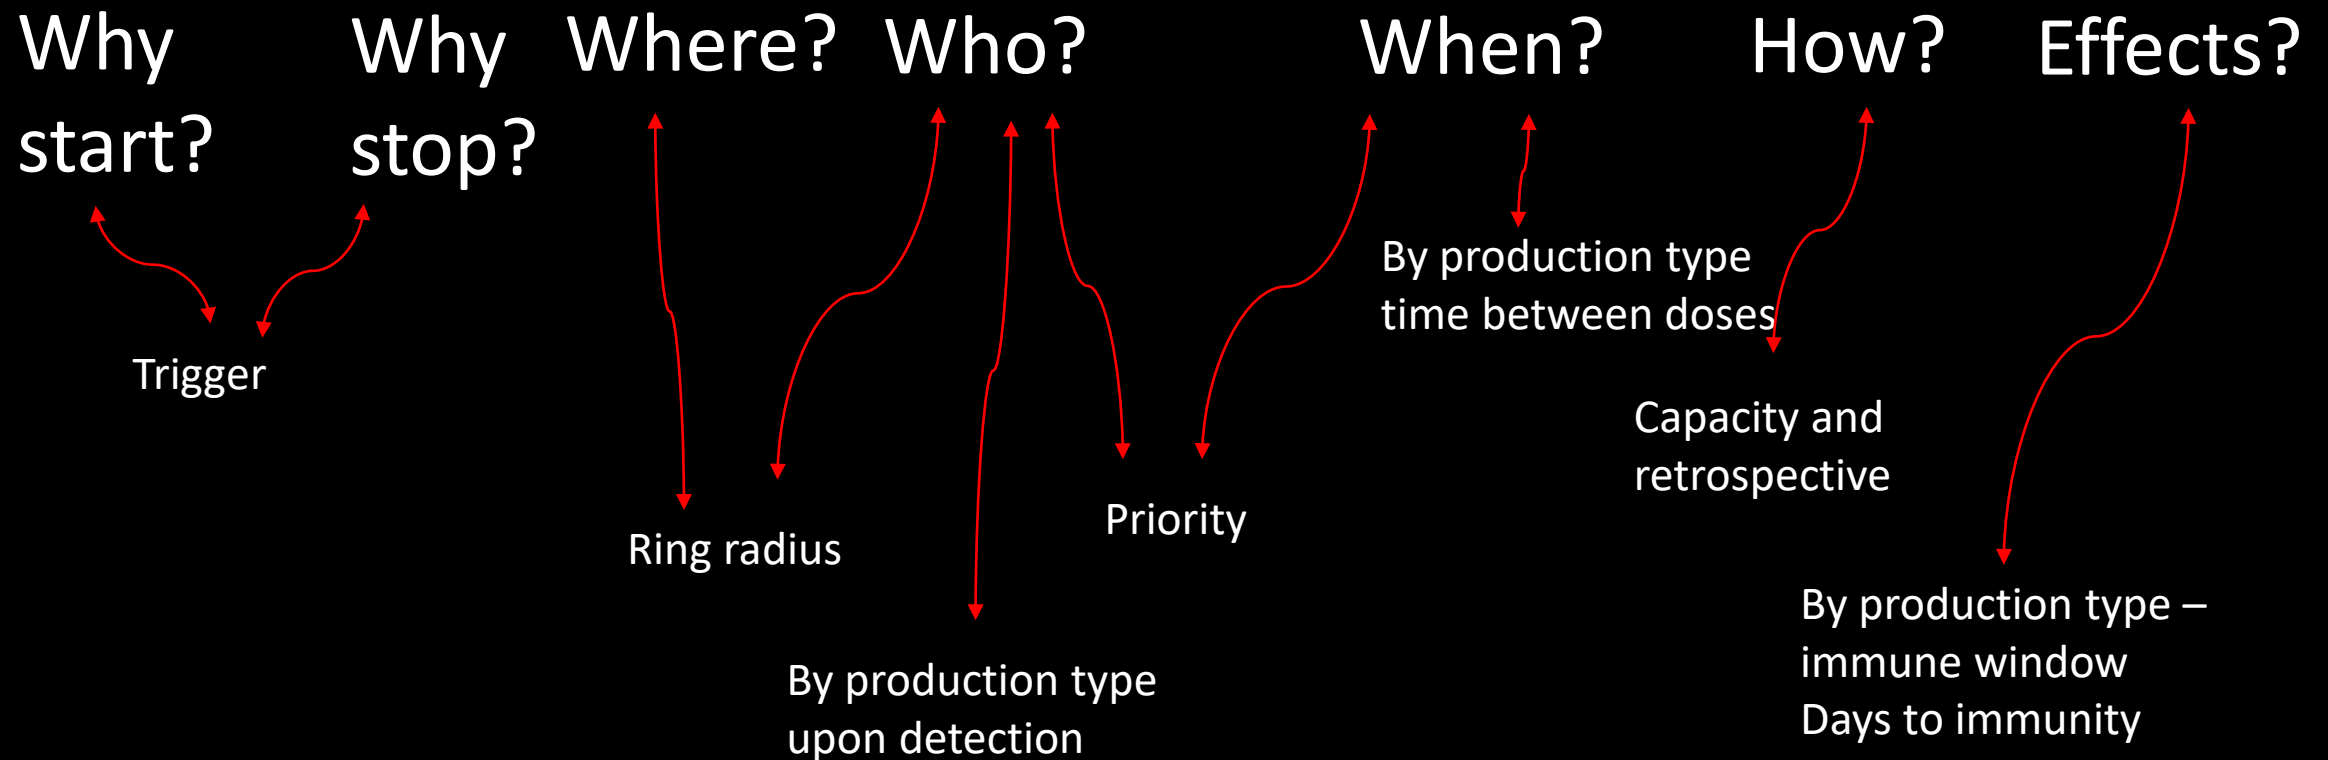 Why start?
Why stop?
Where?
Who?
When?
How?
Effects?
By production type
time between doses
Trigger
Capacity and
retrospective
Priority
Ring radius
By production type –
immune window
Days to immunity
By production type
upon detection